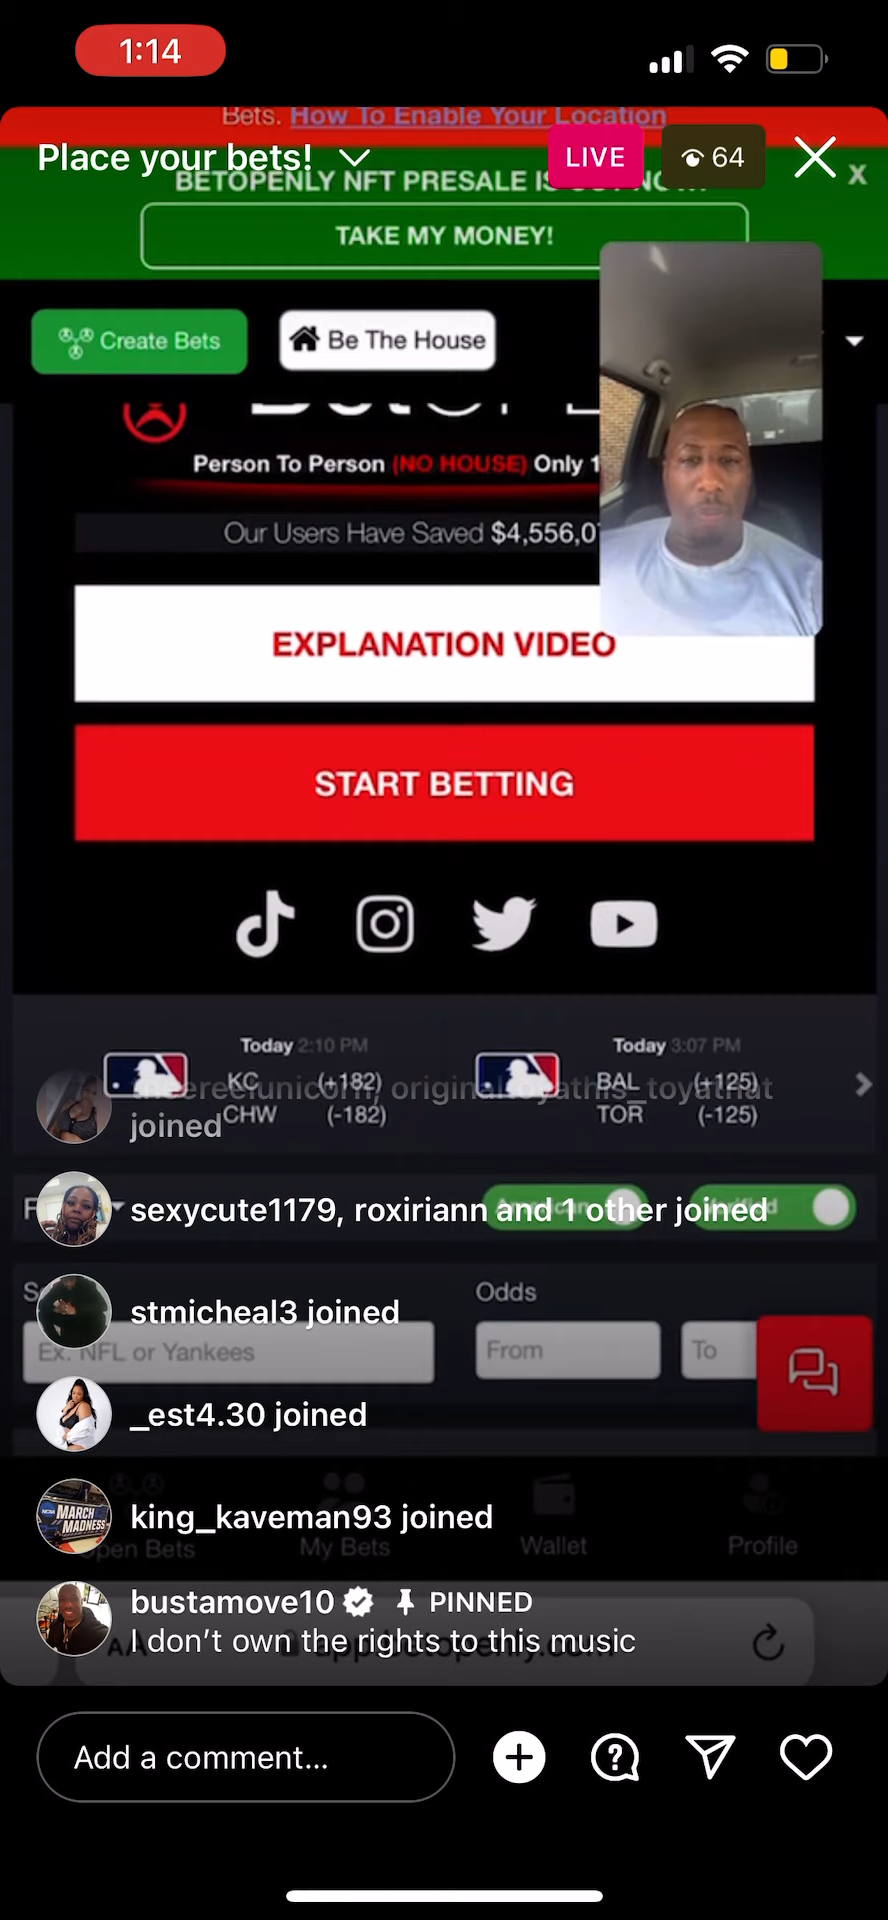 1:14
Bets. How To Enable Your Location
Place your bets!
LIVE
64
BETOPENLY NFT PRESALE IS
X
TAKE MY MONEY!
Create Bets
Be The House
Person To Person (NO HOUSE) Only 1
Our Users Have Saved $4,556,0
EXPLANATION VIDEO
START BETTING
Today 2:10 PM
Today 3:07 PM
KC (+182)
BAL (+125)
CHW (-182)
TOR (-125)
joined
sexycute1179, roxiriann and 1 other joined
Odds
stmicheal3 joined
Ex. NFL or Yankees
From
To
_est4.30 joined
MARCH
MADNESS
king_kaveman93 joined
Open Bets
My Bets
Wallet
Profile
bustamove10 PINNED
I don't own the rights to this music
Add a comment...